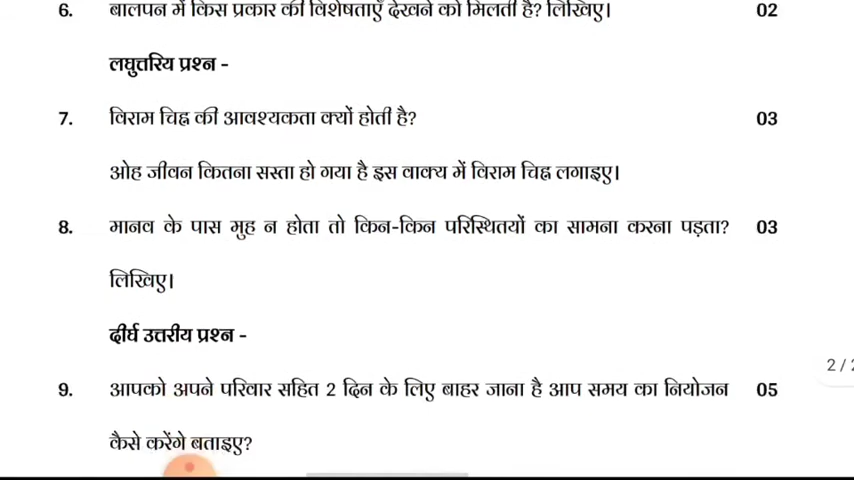 6. बालपन में किस प्रकार की विशेषताएँ देखने को मिलती है? लिखिए। 02
लघुत्तरिय प्रश्न -
7. विराम चिह्न की आवश्यकता क्यों होती है? 03
ओह जीवन कितना सस्ता हो गया है इस वाक्य में विराम चिह्न लगाइए।
8. मानव के पास मुह न होता तो किन-किन परिस्थितयों का सामना करना पड़ता? 03
लिखिए।
दीर्घ उत्तरीय प्रश्न -
2/2
9. आपको अपने परिवार सहित 2 दिन के लिए बाहर जाना है आप समय का नियोजन 05
कैसे करेंगे बताइए?